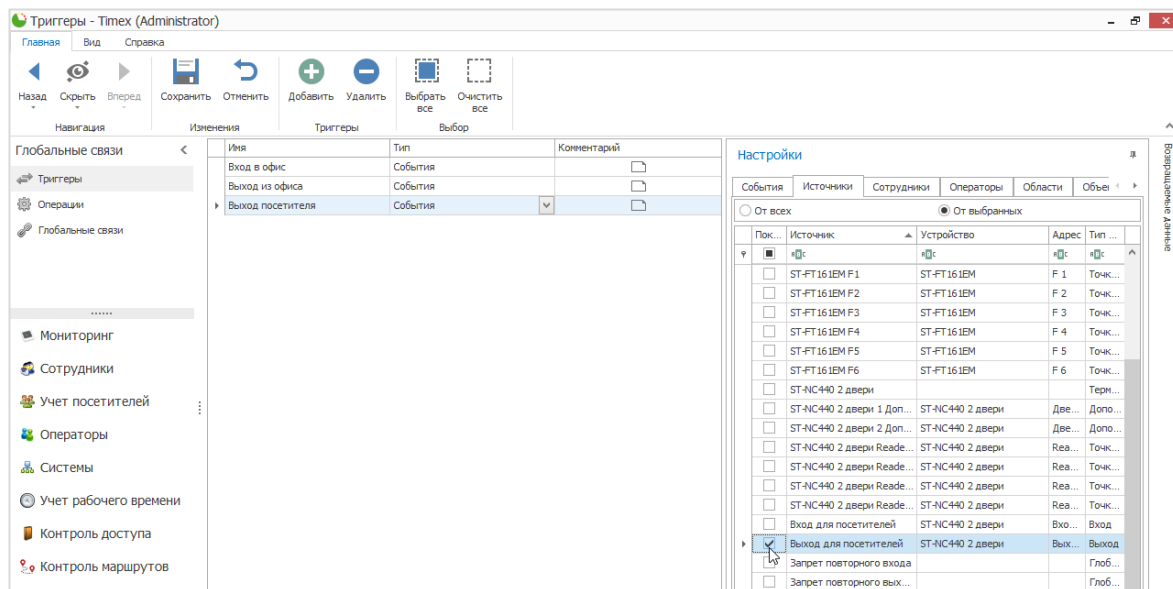 Триггеры - Timex (Administrator)
Главная Вид Справка
Назад Скрыть Вперед Сохранить Отменить Добавить Удалить Выбрать все Очистить все
Навигация Изменения Триггеры Выбор
Глобальные связи
Триггеры
Операции
Глобальные связи
Мониторинг
Сотрудники
Учет посетителей
Операторы
Системы
Учет рабочего времени
Контроль доступа
Контроль маршрутов
Имя Тип Комментарий
Вход в офис События
Выход из офиса События
Выход посетителя События
Настройки
События Источники Сотрудники Операторы Области Объек
От всех От выбранных
Пок... Источник Устройство Адрес Тип ...
ST-FT161EM F1 ST-FT161EM F 1 Точк...
ST-FT161EM F2 ST-FT161EM F 2 Точк...
ST-FT161EM F3 ST-FT161EM F 3 Точк...
ST-FT161EM F4 ST-FT161EM F 4 Точк...
ST-FT161EM F5 ST-FT161EM F 5 Точк...
ST-FT161EM F6 ST-FT161EM F 6 Точк...
ST-NC440 2 двери Терм...
ST-NC440 2 двери 1 Доп... ST-NC440 2 двери Две... Допо...
ST-NC440 2 двери 2 Доп... ST-NC440 2 двери Две... Допо...
ST-NC440 2 двери Reade... ST-NC440 2 двери Rea... Точк...
ST-NC440 2 двери Reade... ST-NC440 2 двери Rea... Точк...
ST-NC440 2 двери Reade... ST-NC440 2 двери Rea... Точк...
ST-NC440 2 двери Reade... ST-NC440 2 двери Rea... Точк...
Вход для посетителей ST-NC440 2 двери Вхо... Вход
Выход для посетителей ST-NC440 2 двери Вых... Выход
Запрет повторного входа Глоб...
Запрет повторного вых... Глоб...
Возвращаемые данные